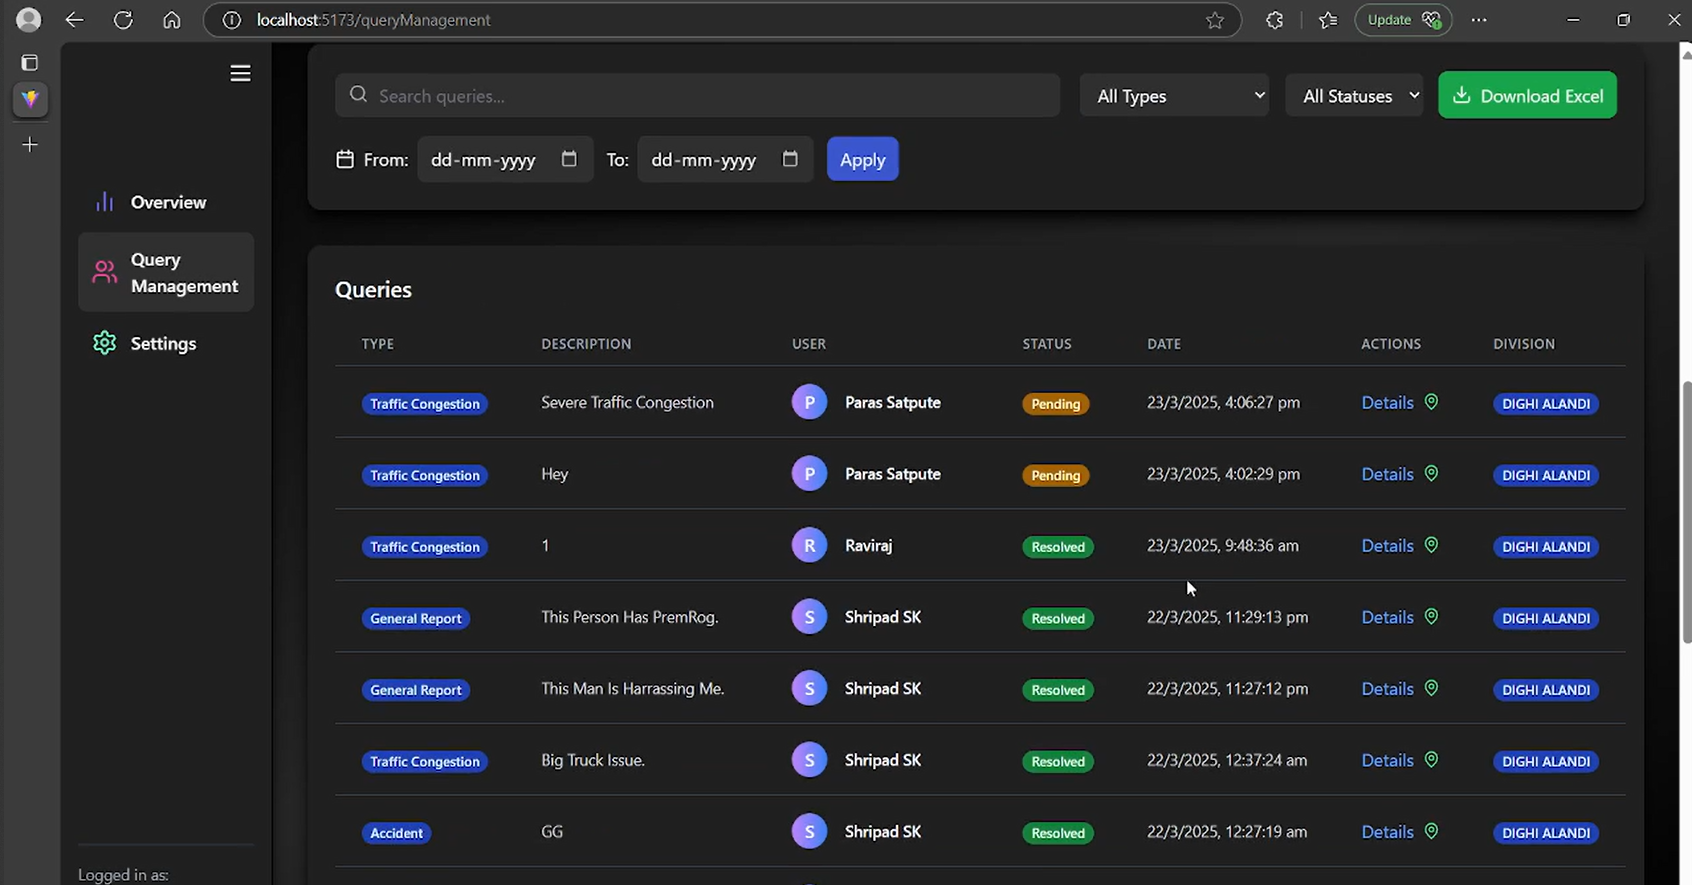 localhost:5173/queryManagement
Update
Search queries...
All Types
All Statuses
Download Excel
From: dd-mm-yyyy To: dd-mm-yyyy Apply
Overview
Query
Management
Settings
Queries
TYPE DESCRIPTION USER STATUS DATE ACTIONS DIVISION
Traffic Congestion Severe Traffic Congestion P Paras Satpute Pending 23/3/2025, 4:06:27 pm Details DIGHI ALANDI
Traffic Congestion Hey P Paras Satpute Pending 23/3/2025, 4:02:29 pm Details DIGHI ALANDI
Traffic Congestion 1 R Raviraj Resolved 23/3/2025, 9:48:36 am Details DIGHI ALANDI
General Report This Person Has PremRog. S Shripad SK Resolved 22/3/2025, 11:29:13 pm Details DIGHI ALANDI
General Report This Man Is Harrassing Me. S Shripad SK Resolved 22/3/2025, 11:27:12 pm Details DIGHI ALANDI
Traffic Congestion Big Truck Issue. S Shripad SK Resolved 22/3/2025, 12:37:24 am Details DIGHI ALANDI
Accident GG S Shripad SK Resolved 22/3/2025, 12:27:19 am Details DIGHI ALANDI
Logged in as: